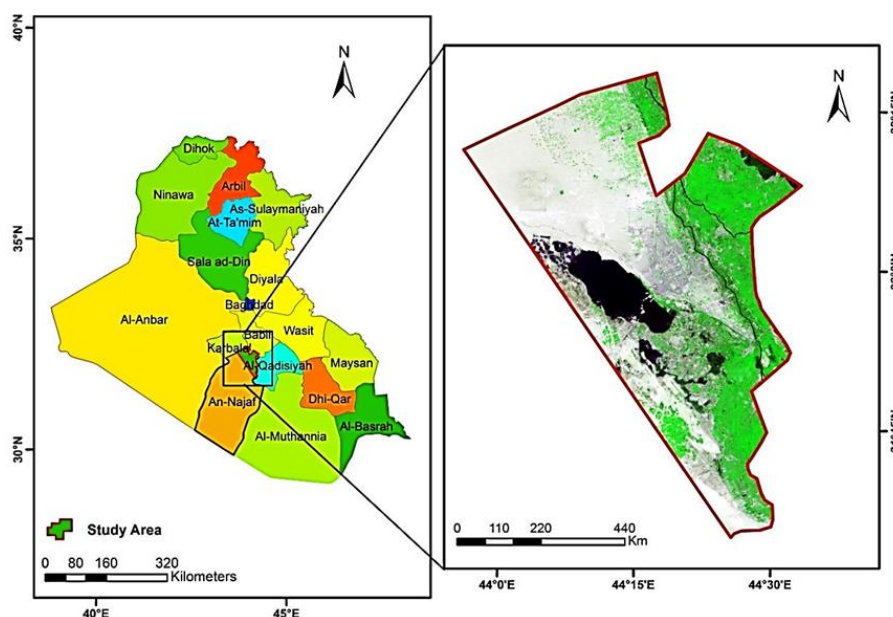 40°N
35°N
30°N
N
Dihok
Ninawa
Arbil
As-Sulaymaniyah
At-Ta'mim
Sala ad-Din
Diyala
Baghdad
Al-Anbar
Wasit
Babil
Karbala
Maysan
Al-Qadisiyah
An-Najaf
Dhi-Qar
Al-Basrah
Al-Muthannia
Study Area
0 80 160 320
Kilometers
40°E 45°E
N
0 110 220 440
Km
44°0'E 44°15'E 44°30'E